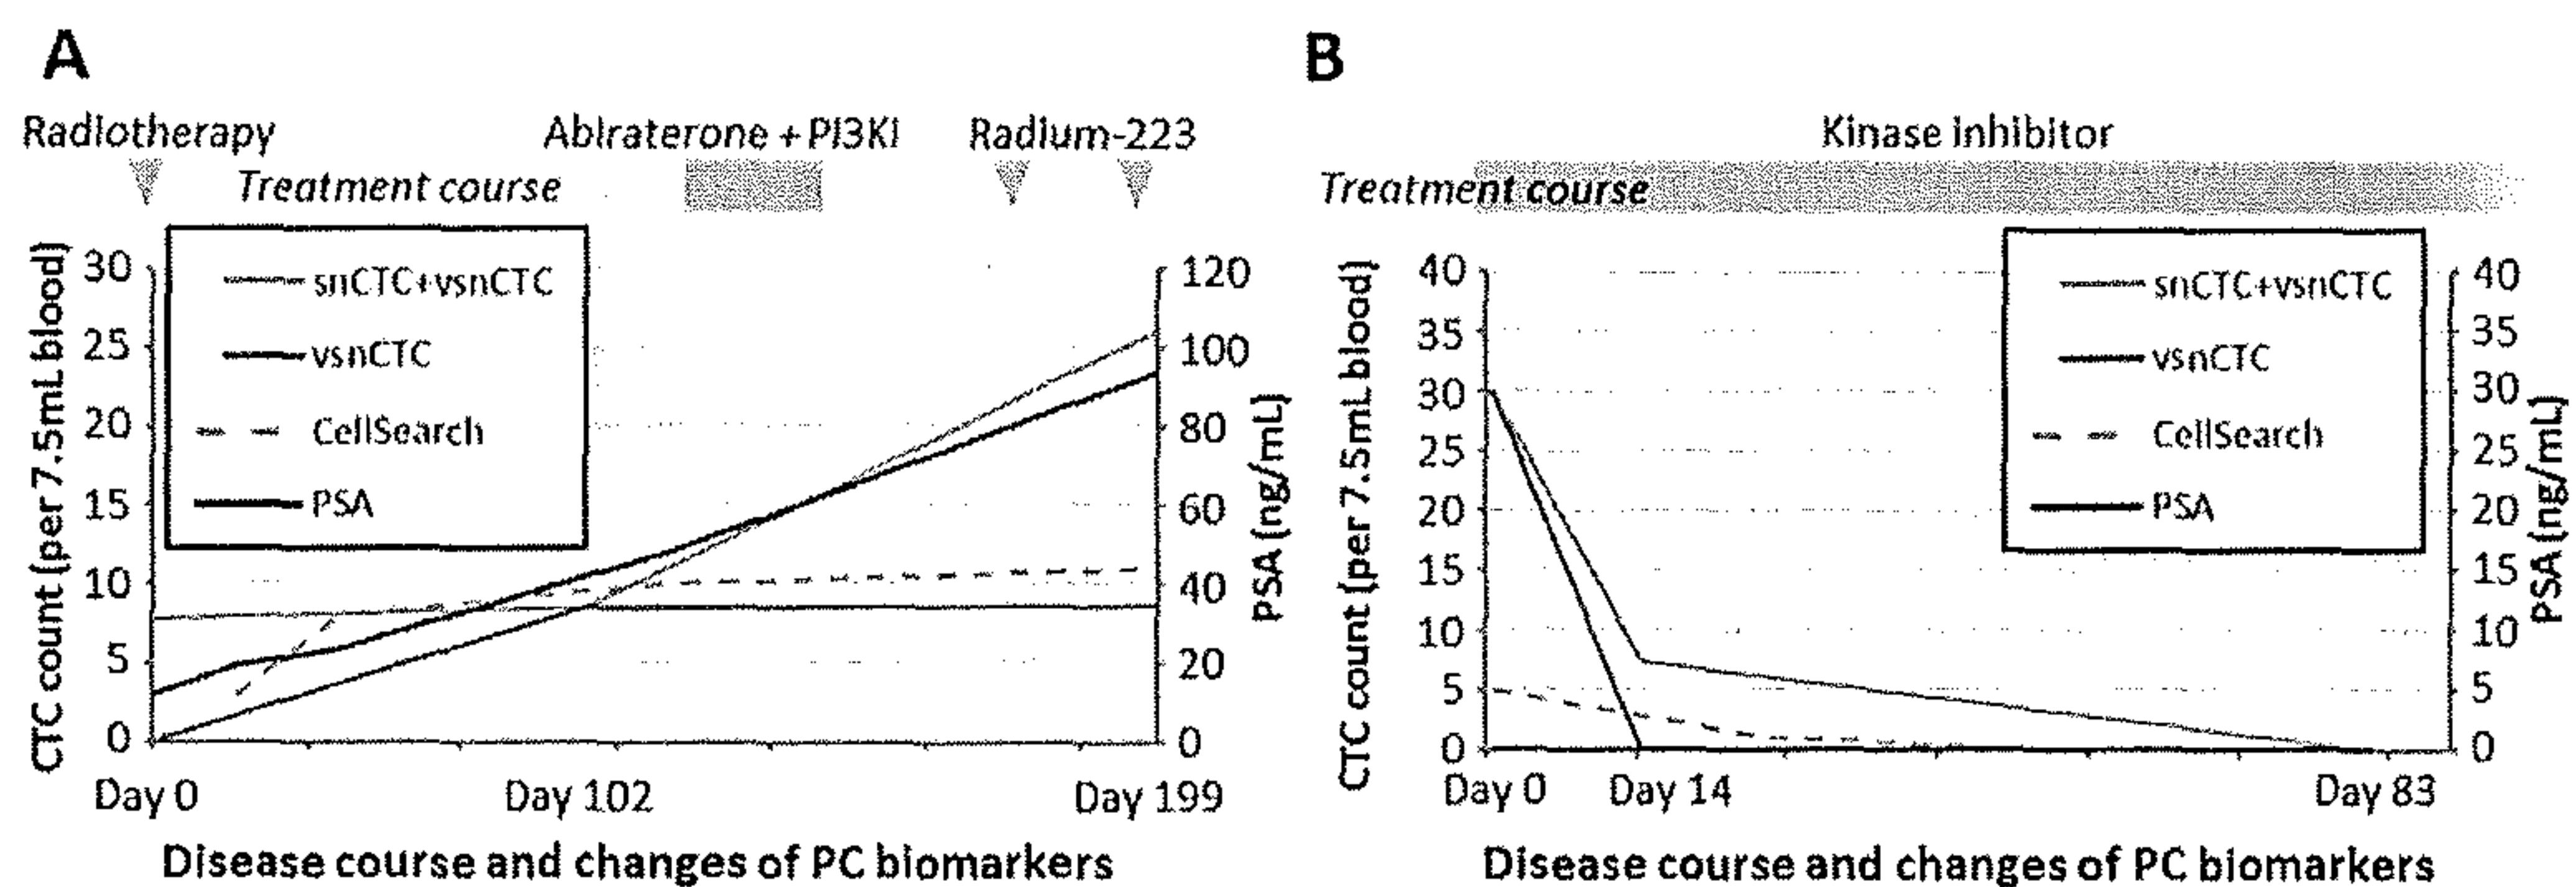 A
Radiotherapy
Abiraterone + PI3KI
Radium-223
Treatment course
CTC count (per 7.5mL blood)
30
25
20
15
10
5
0
snCTC+vsnCTC
vsnCTC
CellSearch
PSA
120
100
80
60
40
20
0
PSA (ng/mL)
Day 0
Day 102
Day 199
Disease course and changes of PC biomarkers
B
Kinase inhibitor
Treatment course
CTC count (per 7.5mL blood)
40
35
30
25
20
15
10
5
0
snCTC+vsnCTC
vsnCTC
CellSearch
PSA
40
35
30
25
20
15
10
5
0
PSA (ng/mL)
Day 0
Day 14
Day 83
Disease course and changes of PC biomarkers